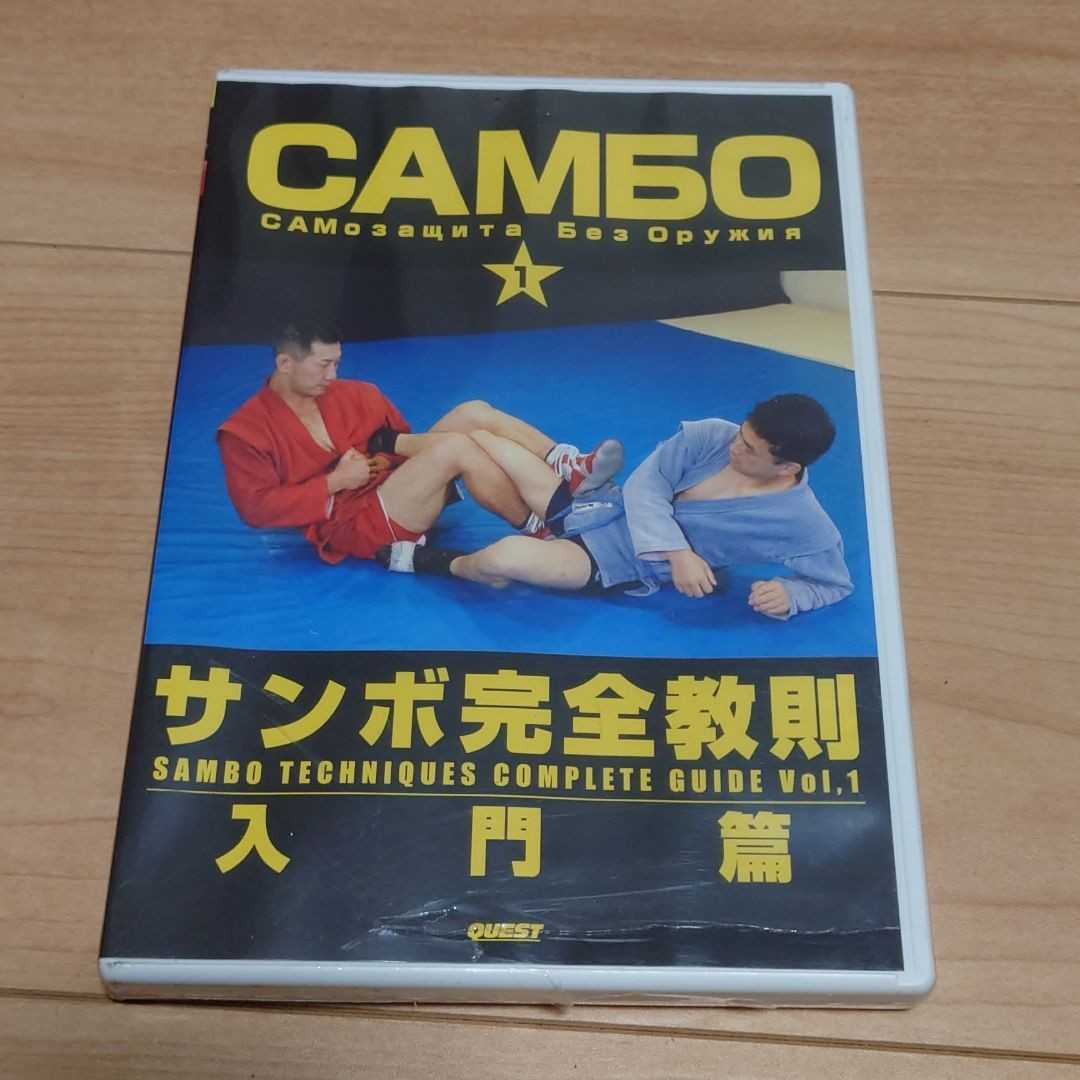 САМБО
САМозащита Без Оружия
1
サンボ完全教則
SAMBO TECHNIQUES COMPLETE GUIDE Vol,1
入門篇
QUEST